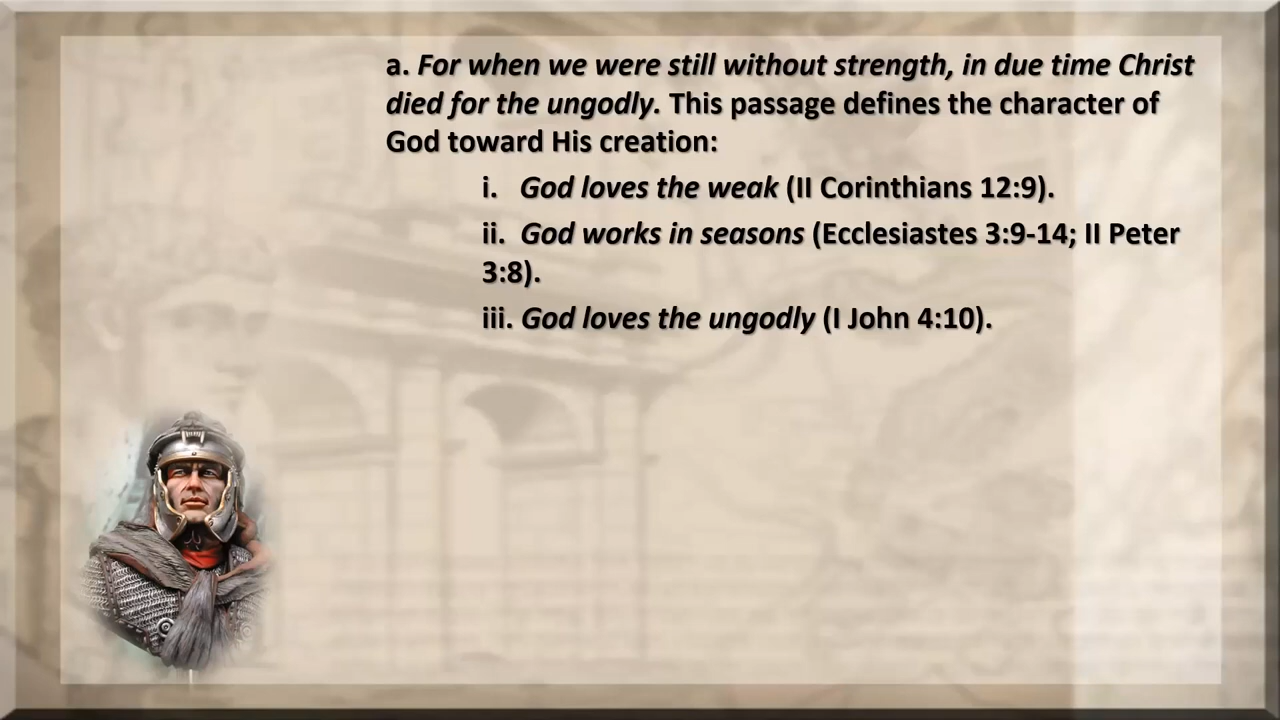 a. For when we were still without strength, in due time Christ
died for the ungodly. This passage defines the character of
God toward His creation:
i. God loves the weak (II Corinthians 12:9).
ii. God works in seasons (Ecclesiastes 3:9-14; II Peter
3:8).
iii. God loves the ungodly (I John 4:10).